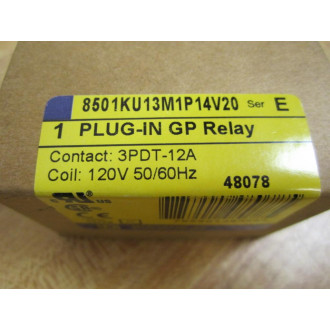 8501KU13M1P14V20 Ser E
1 PLUG-IN GP Relay
Contact: 3PDT-12A
Coil: 120V 50/60Hz
48078